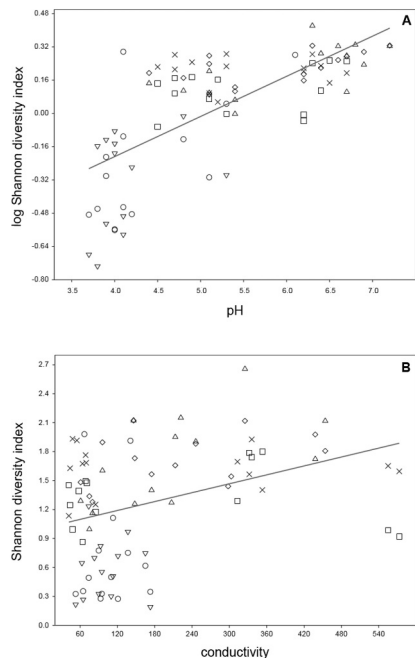 A
0.48
0.32
0.16
0.00
-0.16
-0.32
-0.48
-0.64
-0.80
log Shannon diversity index
3.5 4.0 4.5 5.0 5.5 6.0 6.5 7.0
pH
B
2.7
2.4
2.1
1.8
1.5
1.2
0.9
0.6
0.3
0.0
Shannon diversity index
60 120 180 240 300 360 420 480 540
conductivity